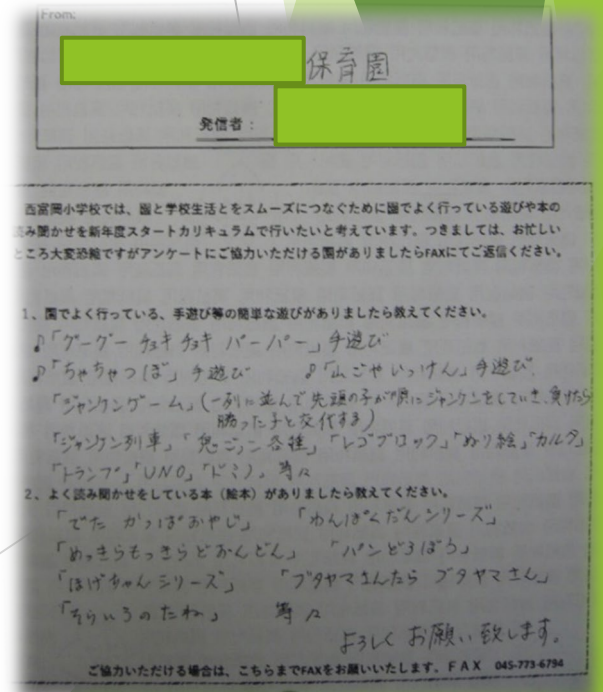 From:
保育園
発信者：
西富岡小学校では、園と学校生活とをスムーズにつなぐために園でよく行っている遊びや本の
読み聞かせを新年度スタートカリキュラムで行いたいと考えています。つきましては、お忙しい
ところ大変恐縮ですがアンケートにご協力いただける園がありましたらFAXにてご返信ください。
1、園でよく行っている、手遊び等の簡単な遊びがありましたら教えてください。
♪「グーグー チョキチョキ パーパー」手遊び
♪「ちゃちゃつぼ」手遊び ♪「山ごやいっけん」手遊び
「ジャンケンゲーム」(一列に並んで先頭の子が順にジャンケンをしていき、負けたら
勝った子と交代する)
「ジャンケン列車」「鬼ごっこ各種」「レゴブロック」「ぬり絵」「カルタ」
「トランプ」「UNO」「ドミノ」等々
2、よく読み聞かせをしている本（絵本）がありましたら教えてください。
「でた かっぱおやじ」 「わんぱくだんシリーズ」
「めっきらもっきらどおんどん」 「パンどろぼう」
「ほげちゃんシリーズ」 「ブタヤマさんたら ブタヤマさん」
「そらいろのたね」 等々
よろしくお願い致します。
ご協力いただける場合は、こちらまでFAXをお願いいたします。FAX 045-773-6794